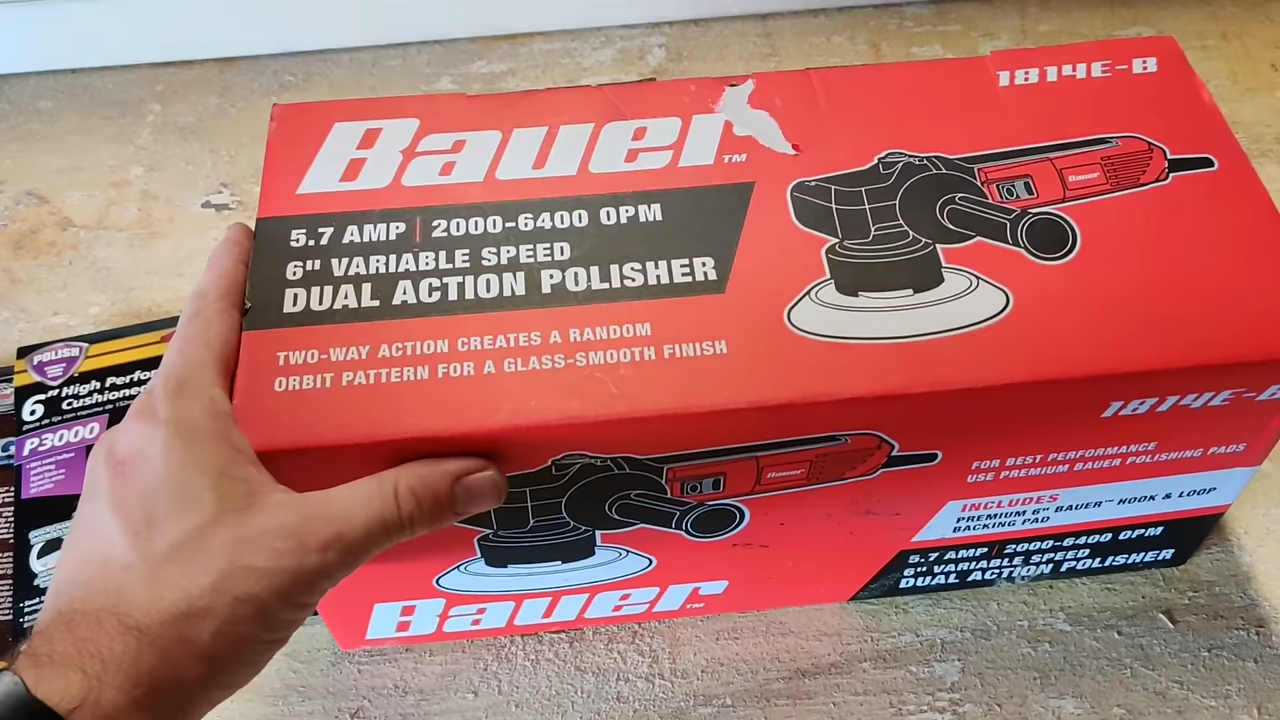 1814E-B
Bauer™
5.7 AMP | 2000-6400 OPM
6" VARIABLE SPEED
DUAL ACTION POLISHER
TWO-WAY ACTION CREATES A RANDOM
ORBIT PATTERN FOR A GLASS-SMOOTH FINISH
Bauer
1814E-B
FOR BEST PERFORMANCE
USE PREMIUM BAUER POLISHING PADS
INCLUDES
PREMIUM 6" BAUER™ HOOK & LOOP
BACKING PAD
5.7 AMP | 2000-6400 OPM
6" VARIABLE SPEED
DUAL ACTION POLISHER
Bauer
Bauer™
POLISH
6" High Perfo
Cushione
P3000